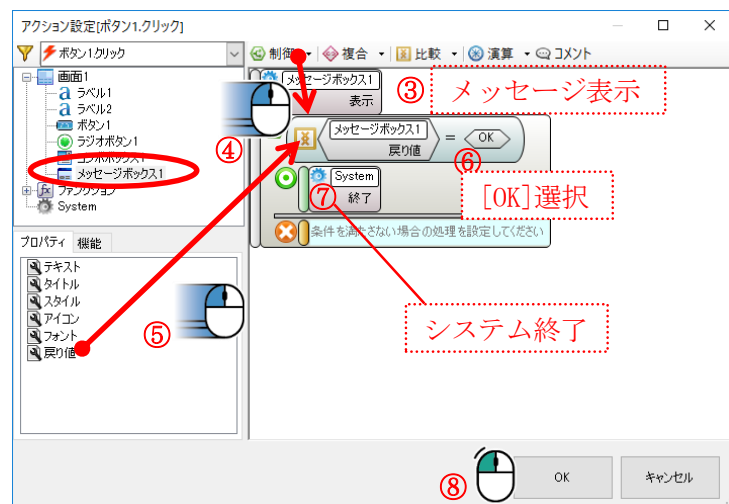 アクション設定[ボタン1.クリック]
ボタン1.クリック
制御 複合 比較 演算 コメント
画面1
ラベル1
ラベル2
ボタン1
ラジオボタン1
コンボボックス1
メッセージボックス1
ファンクション
System
プロパティ 機能
テキスト
タイトル
スタイル
アイコン
フォント
戻り値
メッセージボックス1
表示
③ メッセージ表示
④
メッセージボックス1
戻り値 = OK
⑥
[OK]選択
System
⑦ 終了
条件を満たさない場合の処理を設定してください
⑤
システム終了
⑧
OK キャンセル